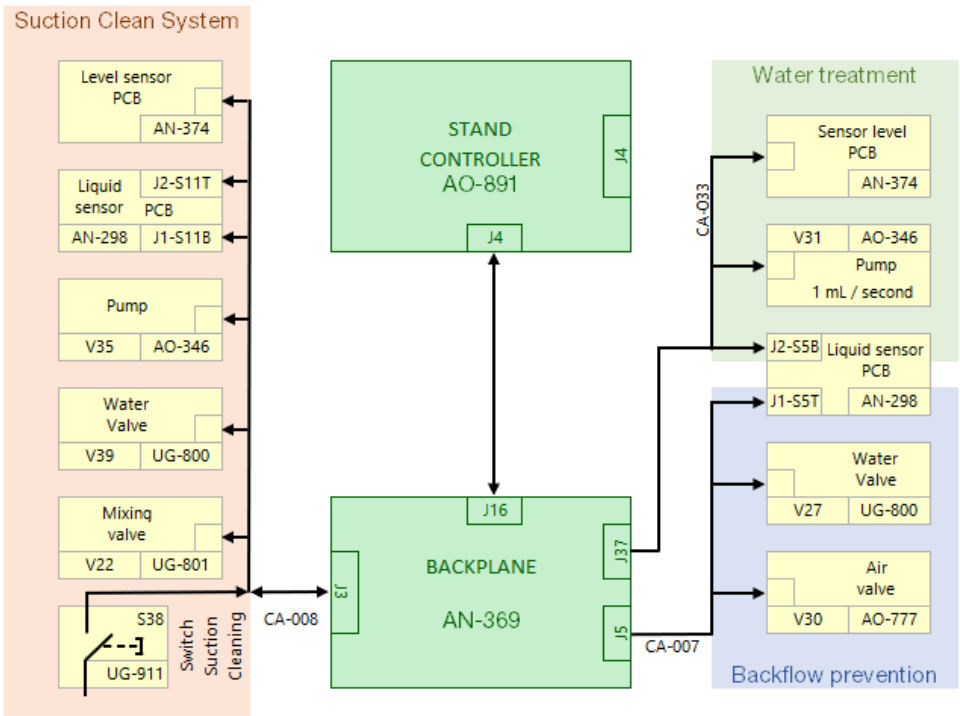 Suction Clean System
Level sensor
PCB
AN-374
Liquid
sensor
J2-S11T
PCB
AN-298
J1-S11B
Pump
V35
AO-346
Water
Valve
V39
UG-800
Mixing
valve
V22
UG-801
S38
UG-911
Switch
Suction
Cleaning
CA-008
STAND
CONTROLLER
AO-891
J4
J4
J16
BACKPLANE
AN-369
J3
J37
J5
CA-007
CA-033
Water treatment
Sensor level
PCB
AN-374
V31
AO-346
Pump
1 mL / second
J2-S5B
Liquid sensor
PCB
J1-S5T
AN-298
Water
Valve
V27
UG-800
Air
valve
V30
AO-777
Backflow prevention